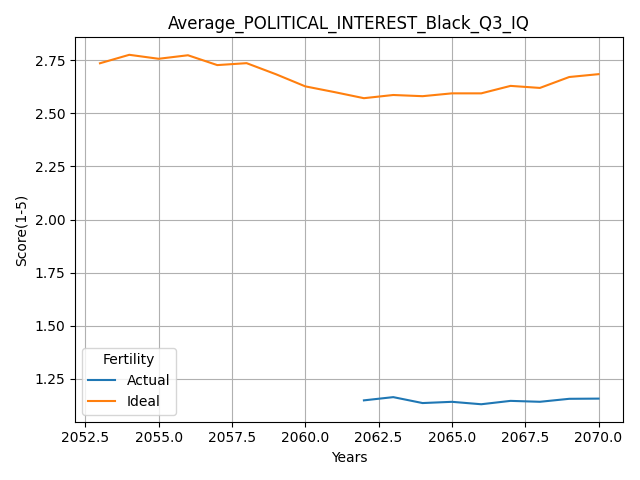 Average_POLITICAL_INTEREST_Black_Q3_IQ
2.75
2.50
2.25
2.00
1.75
1.50
1.25
Score(1-5)
Fertility
Actual
Ideal
2052.5 2055.0 2057.5 2060.0 2062.5 2065.0 2067.5 2070.0
Years